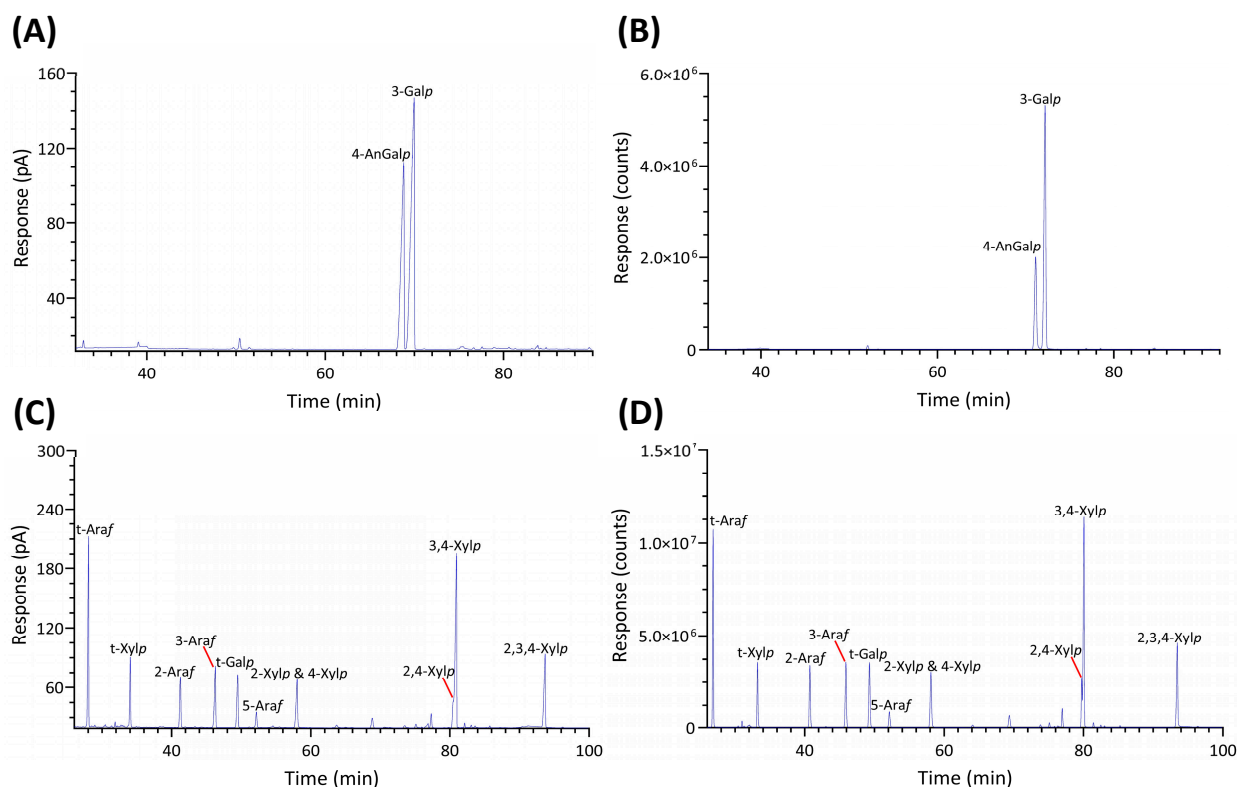 (A)
160
120
80
40
Response (pA)
3-Galp
4-AnGalp
40 60 80
Time (min)
(B)
6.0×10⁶
4.0×10⁶
2.0×10⁶
0
Response (counts)
3-Galp
4-AnGalp
40 60 80
Time (min)
(C)
300
240
180
120
60
Response (pA)
t-Araf
3,4-Xylp
3-Araf
t-Xylp
t-Galp
2,3,4-Xylp
2-Araf
2-Xylp & 4-Xylp
2,4-Xylp
5-Araf
40 60 80 100
Time (min)
(D)
1.5×10⁷
1.0×10⁷
5.0×10⁶
0
Response (counts)
3,4-Xylp
t-Araf
3-Araf
2,3,4-Xylp
t-Xylp
2-Araf
t-Galp
2,4-Xylp
2-Xylp & 4-Xylp
5-Araf
40 60 80 100
Time (min)